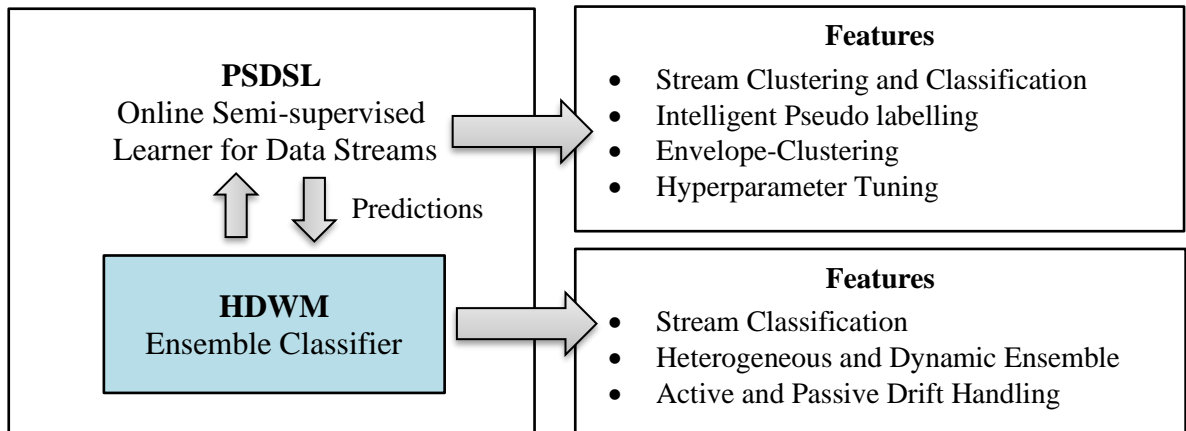 PSDSL
Online Semi-supervised
Learner for Data Streams
Predictions
HDWM
Ensemble Classifier
Features
• Stream Clustering and Classification
• Intelligent Pseudo labelling
• Envelope-Clustering
• Hyperparameter Tuning
Features
• Stream Classification
• Heterogeneous and Dynamic Ensemble
• Active and Passive Drift Handling